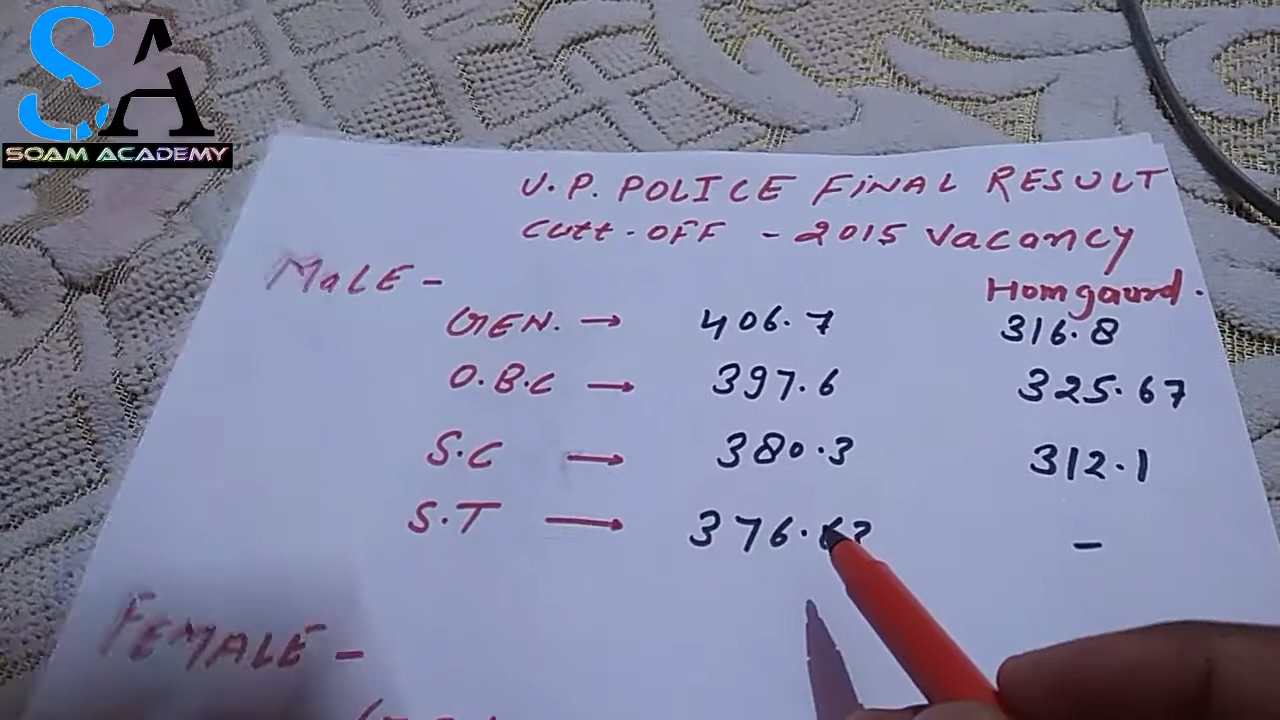 SA
SOAM ACADEMY
U.P. POLICE FINAL RESULT
Cutt-OFF - 2015 Vacancy
MaLE -
Homgaurd.
GEN. → 406.7 316.8
O.B.C → 397.6 325.67
S.C → 380.3 312.1
S.T → -
FEMALE -